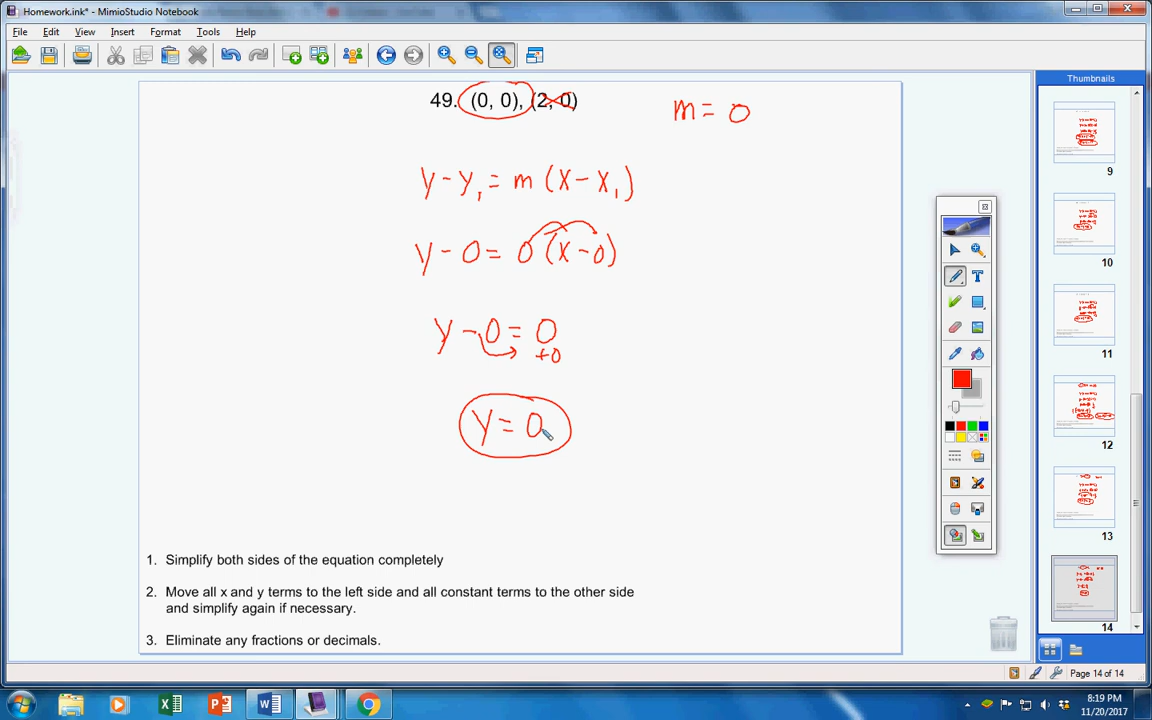 Homework.ink* - MimioStudio Notebook
File Edit View Insert Format Tools Help
Thumbnails
49. (0, 0), (2, 0)
m = 0
y - y₁ = m (x - x₁)
y - 0 = 0 (x - 0)
y - 0 = 0
+0
y = 0
1. Simplify both sides of the equation completely
2. Move all x and y terms to the left side and all constant terms to the other side
and simplify again if necessary.
3. Eliminate any fractions or decimals.
T
9
10
11
12
13
14
Page 14 of 14
8:19 PM
11/20/2017